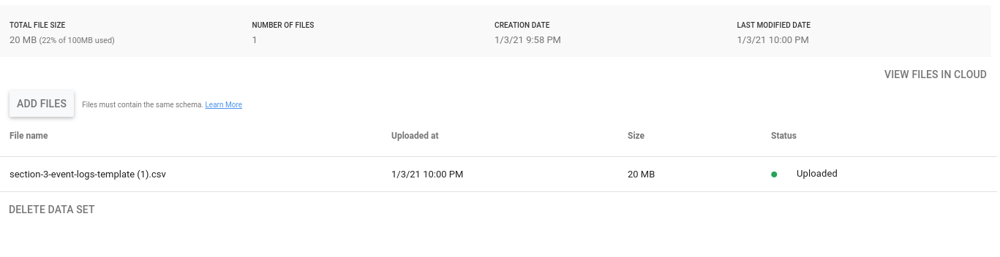 TOTAL FILE SIZE NUMBER OF FILES CREATION DATE LAST MODIFIED DATE
20 MB (22% of 100MB used) 1 1/3/21 9:58 PM 1/3/21 10:00 PM
VIEW FILES IN CLOUD
ADD FILES Files must contain the same schema. Learn More
File name Uploaded at Size Status
section-3-event-logs-template (1).csv 1/3/21 10:00 PM 20 MB Uploaded
DELETE DATA SET